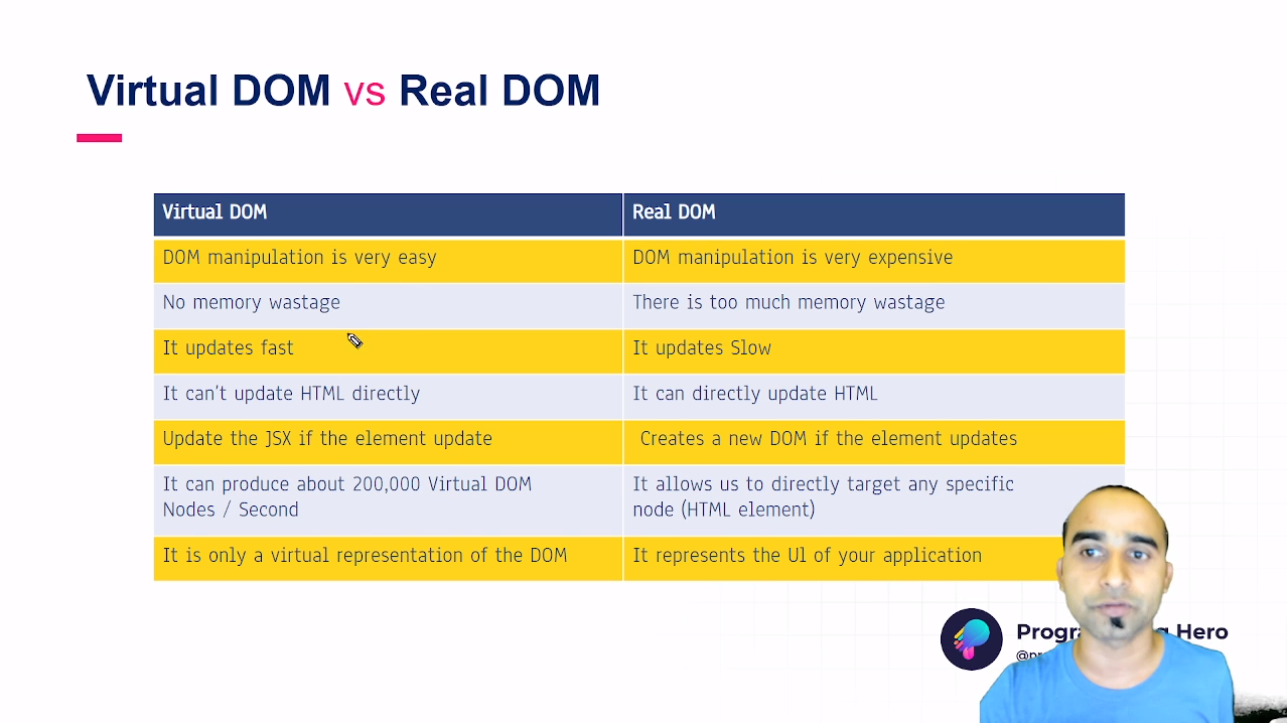 Virtual DOM vs Real DOM
Virtual DOM
Real DOM
DOM manipulation is very easy
DOM manipulation is very expensive
No memory wastage
There is too much memory wastage
It updates fast
It updates Slow
It can't update HTML directly
It can directly update HTML
Update the JSX if the element update
Creates a new DOM if the element updates
It can produce about 200,000 Virtual DOM
Nodes / Second
It allows us to directly target any specific
node (HTML element)
It is only a virtual representation of the DOM
It represents the UI of your application
Hero